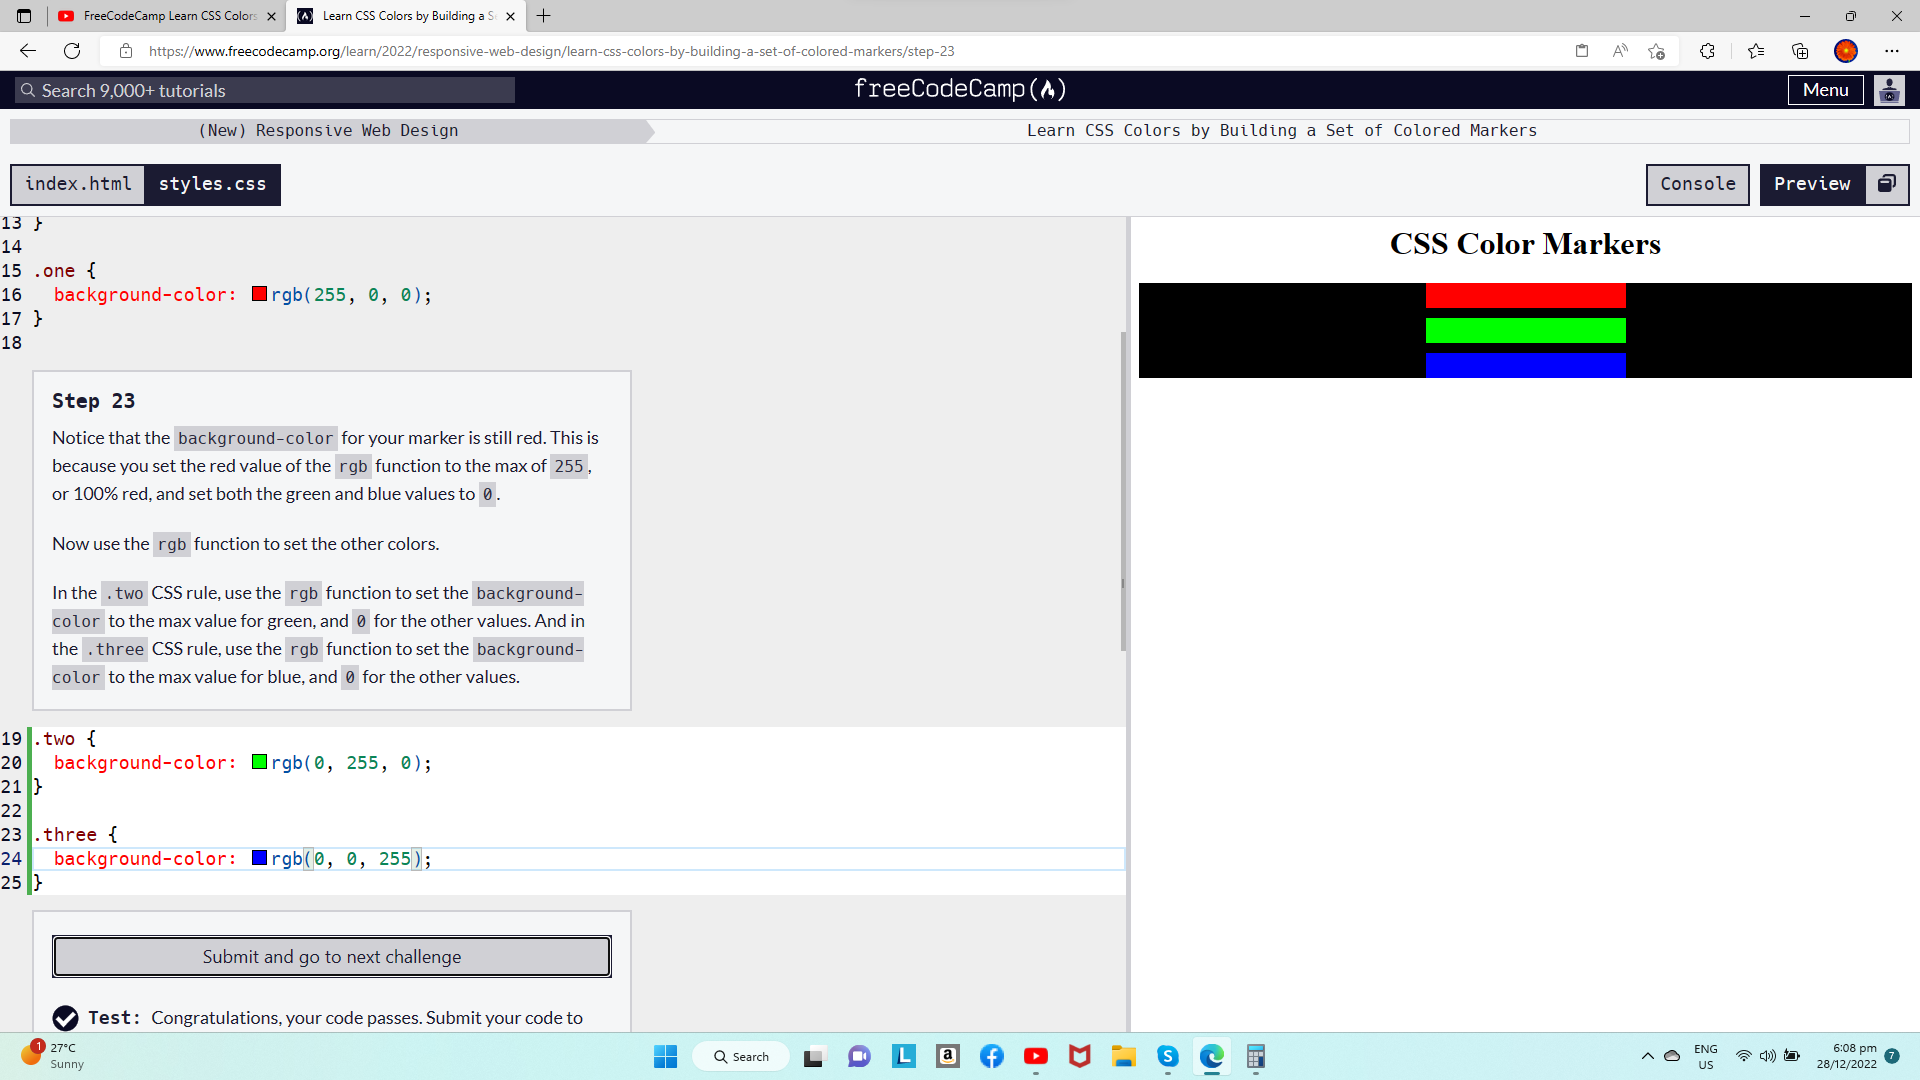 FreeCodeCamp Learn CSS Colors
Learn CSS Colors by Building a Se
https://www.freecodecamp.org/learn/2022/responsive-web-design/learn-css-colors-by-building-a-set-of-colored-markers/step-23
Search 9,000+ tutorials
freeCodeCamp
Menu
(New) Responsive Web Design
Learn CSS Colors by Building a Set of Colored Markers
index.html
styles.css
Console
Preview
13 }
14
15 .one {
16 background-color: rgb(255, 0, 0);
17 }
18
Step 23
Notice that the background-color for your marker is still red. This is
because you set the red value of the rgb function to the max of 255,
or 100% red, and set both the green and blue values to 0.
Now use the rgb function to set the other colors.
In the .two CSS rule, use the rgb function to set the background-
color to the max value for green, and 0 for the other values. And in
the .three CSS rule, use the rgb function to set the background-
color to the max value for blue, and 0 for the other values.
19 .two {
20 background-color: rgb(0, 255, 0);
21 }
22
23 .three {
24 background-color: rgb(0, 0, 255);
25 }
Submit and go to next challenge
Test: Congratulations, your code passes. Submit your code to
CSS Color Markers
1
27°C
Sunny
Search
L
a
S
ENG
US
6:08 pm
28/12/2022
7